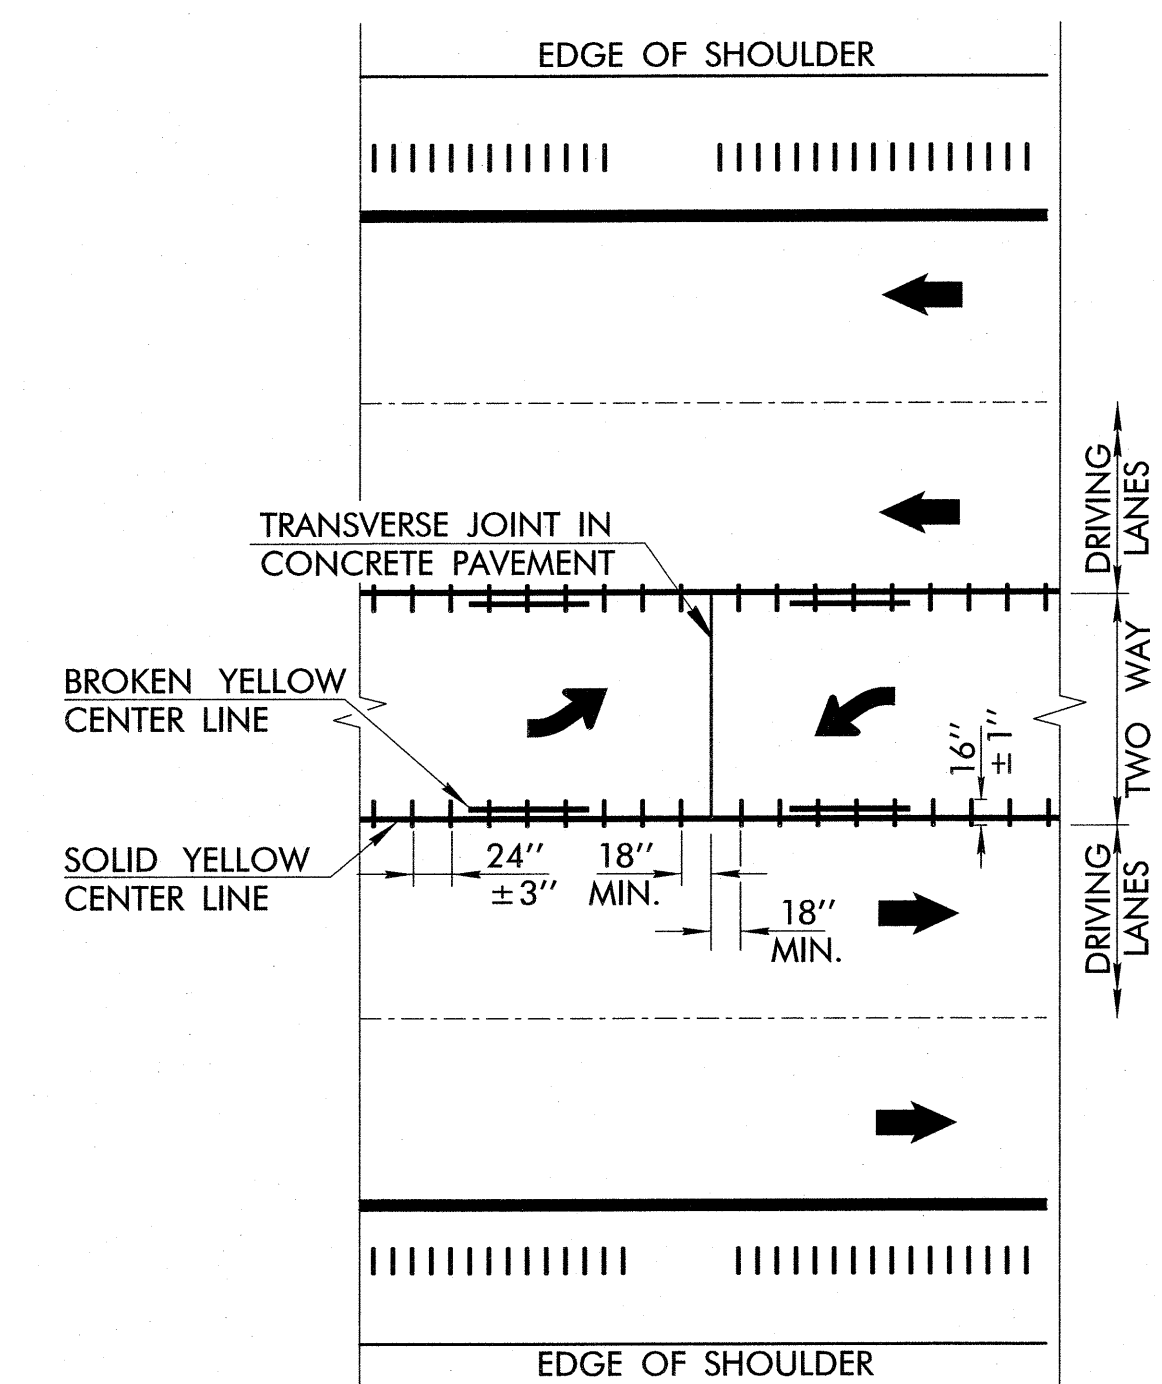 EDGE OF SHOULDER
DRIVING
LANES
TRANSVERSE JOINT IN
CONCRETE PAVEMENT
BROKEN YELLOW
CENTER LINE
TWO WAY
16"
±1"
SOLID YELLOW
CENTER LINE
24"
±3"
18"
MIN.
18"
MIN.
DRIVING
LANES
EDGE OF SHOULDER